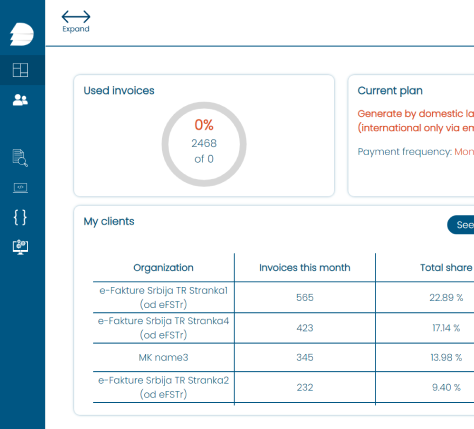 Expand
Used invoices
0%
2468
of 0
Current plan
Generate by domestic la
(international only via em
Payment frequency: Mon
My clients
See
Organization Invoices this month Total share
e-Fakture Srbija TR Stranka1
(od eFSTr) 565 22.89 %
e-Fakture Srbija TR Stranka4
(od eFSTr) 423 17.14 %
MK name3 345 13.98 %
e-Fakture Srbija TR Stranka2
(od eFSTr) 232 9.40 %